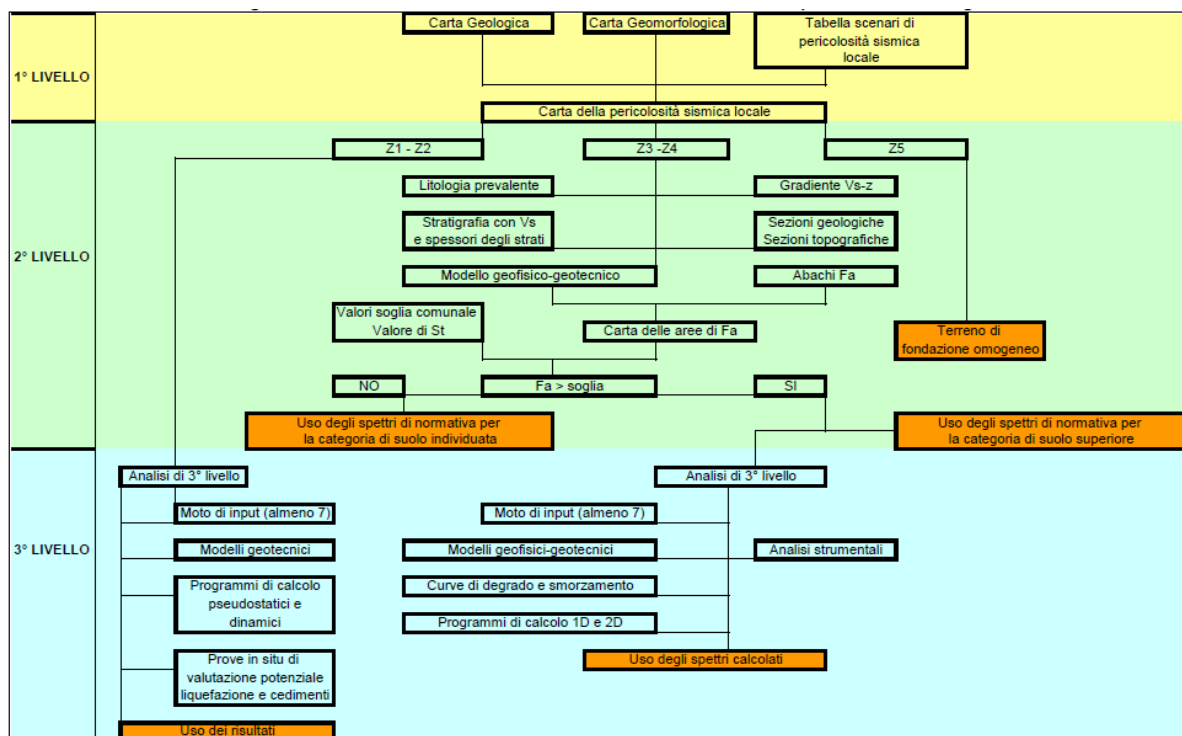 Carta Geologica
Carta Geomorfologica
Tabella scenari di
pericolosità sismica
locale
1° LIVELLO
Carta della pericolosità sismica locale
Z1 - Z2
Z3 -Z4
Z5
Litologia prevalente
Gradiente Vs-z
Stratigrafia con Vs
e spessori degli strati
Sezioni geologiche
Sezioni topografiche
2° LIVELLO
Modello geofisico-geotecnico
Abachi Fa
Valori soglia comunale
Valore di St
Carta delle aree di Fa
Terreno di
fondazione omogeneo
NO
Fa > soglia
SI
Uso degli spettri di normativa per
la categoria di suolo individuata
Uso degli spettri di normativa per
la categoria di suolo superiore
Analisi di 3° livello
Analisi di 3° livello
Moto di input (almeno 7)
Moto di input (almeno 7)
3° LIVELLO
Modelli geotecnici
Modelli geofisici-geotecnici
Analisi strumentali
Programmi di calcolo
pseudostatici e
dinamici
Curve di degrado e smorzamento
Programmi di calcolo 1D e 2D
Prove in situ di
valutazione potenziale
liquefazione e cedimenti
Uso degli spettri calcolati
Uso dei risultati